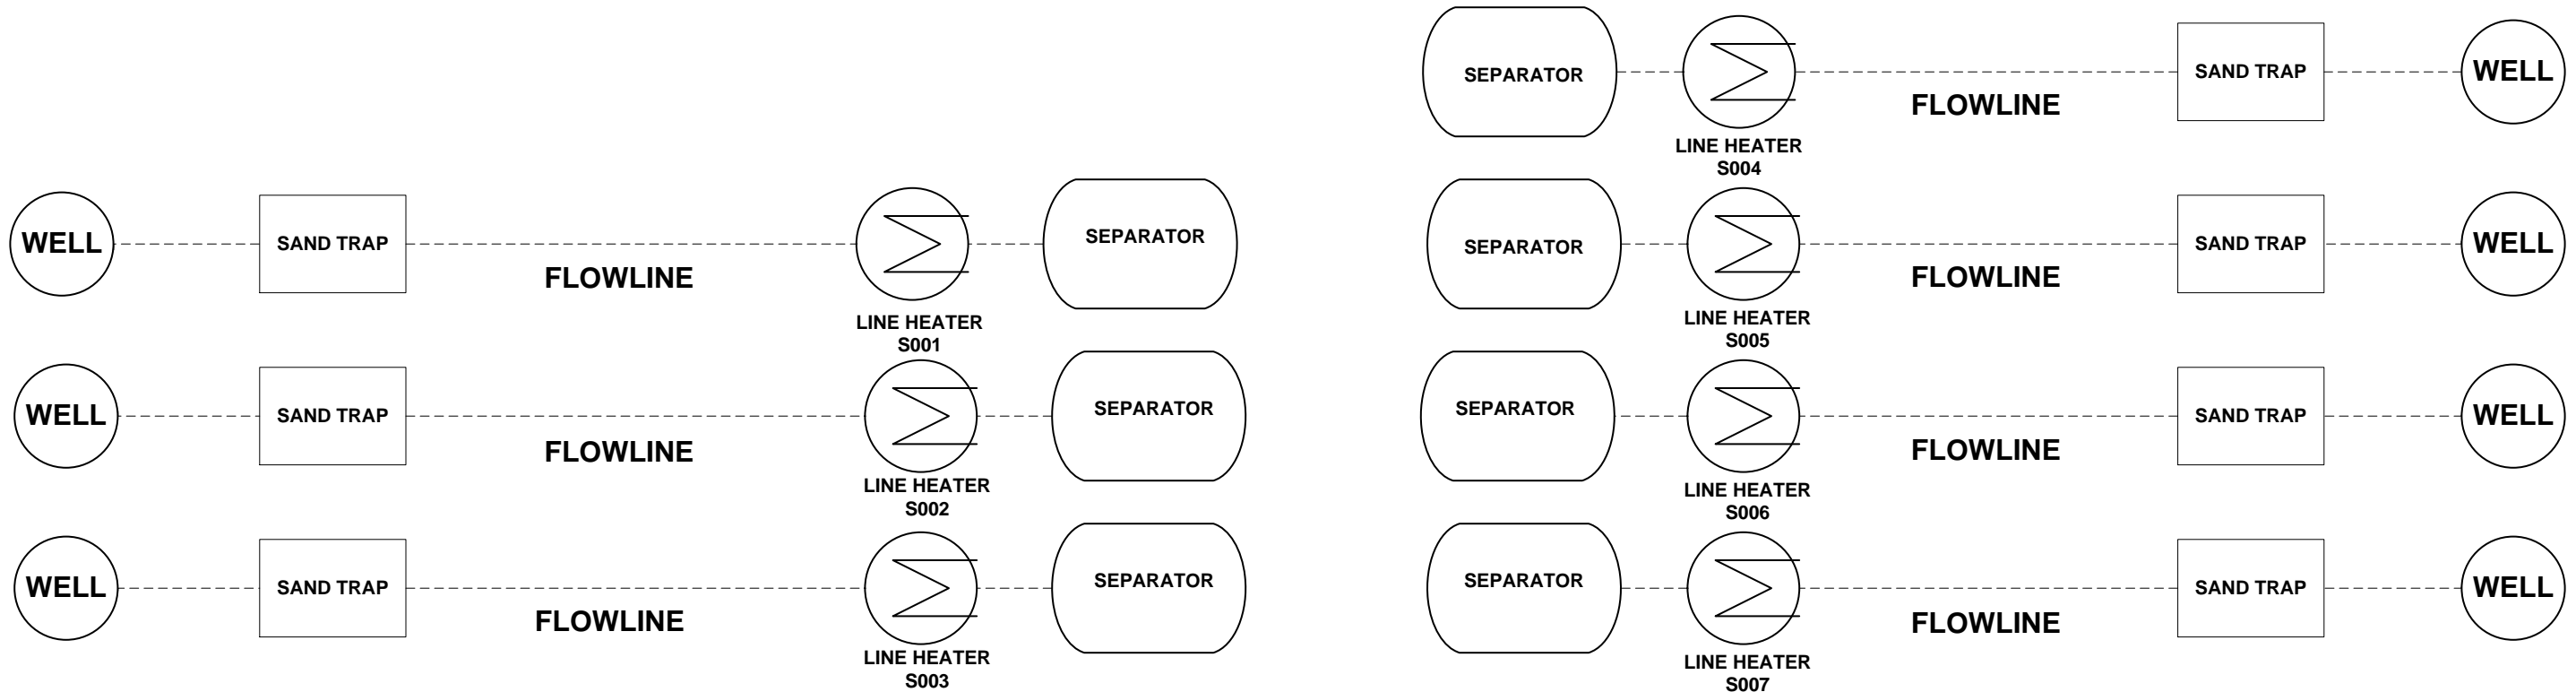 SEPARATOR
LINE HEATER
S004
FLOWLINE
SAND TRAP
WELL
WELL
SAND TRAP
FLOWLINE
LINE HEATER
S001
SEPARATOR
SEPARATOR
LINE HEATER
S005
FLOWLINE
SAND TRAP
WELL
WELL
SAND TRAP
FLOWLINE
LINE HEATER
S002
SEPARATOR
SEPARATOR
LINE HEATER
S006
FLOWLINE
SAND TRAP
WELL
WELL
SAND TRAP
FLOWLINE
LINE HEATER
S003
SEPARATOR
SEPARATOR
LINE HEATER
S007
FLOWLINE
SAND TRAP
WELL